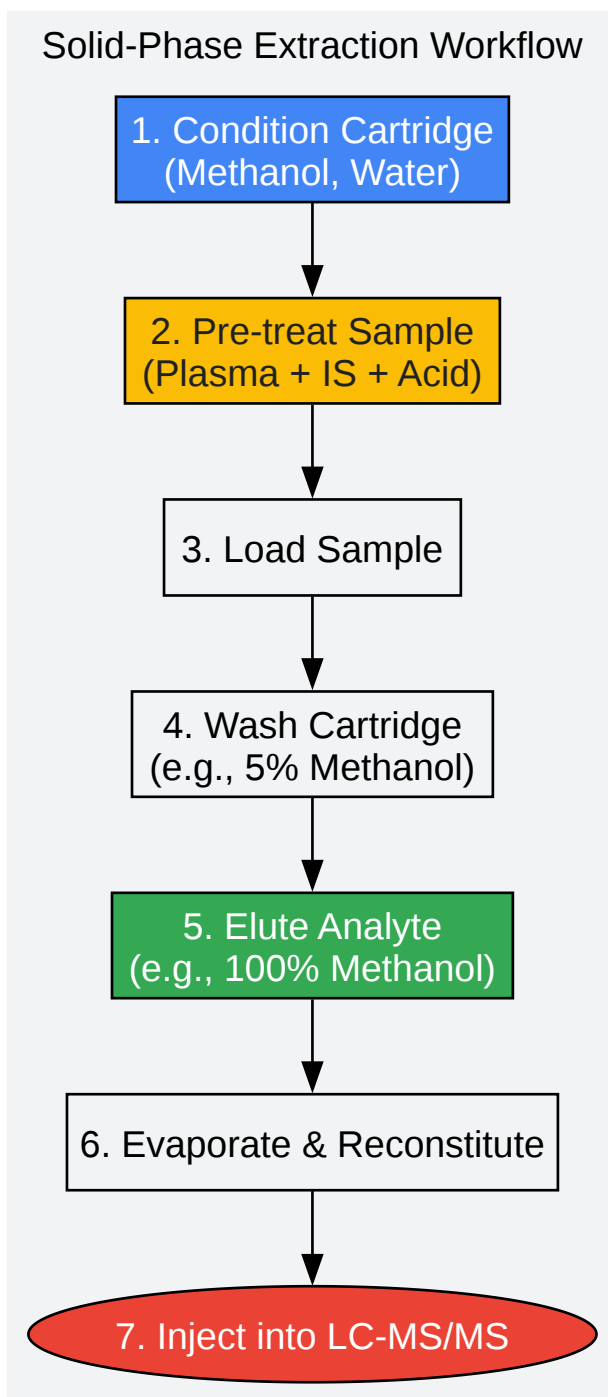 Solid-Phase Extraction Workflow
1. Condition Cartridge
(Methanol, Water)
2. Pre-treat Sample
(Plasma + IS + Acid)
3. Load Sample
4. Wash Cartridge
(e.g., 5% Methanol)
5. Elute Analyte
(e.g., 100% Methanol)
6. Evaporate & Reconstitute
7. Inject into LC-MS/MS